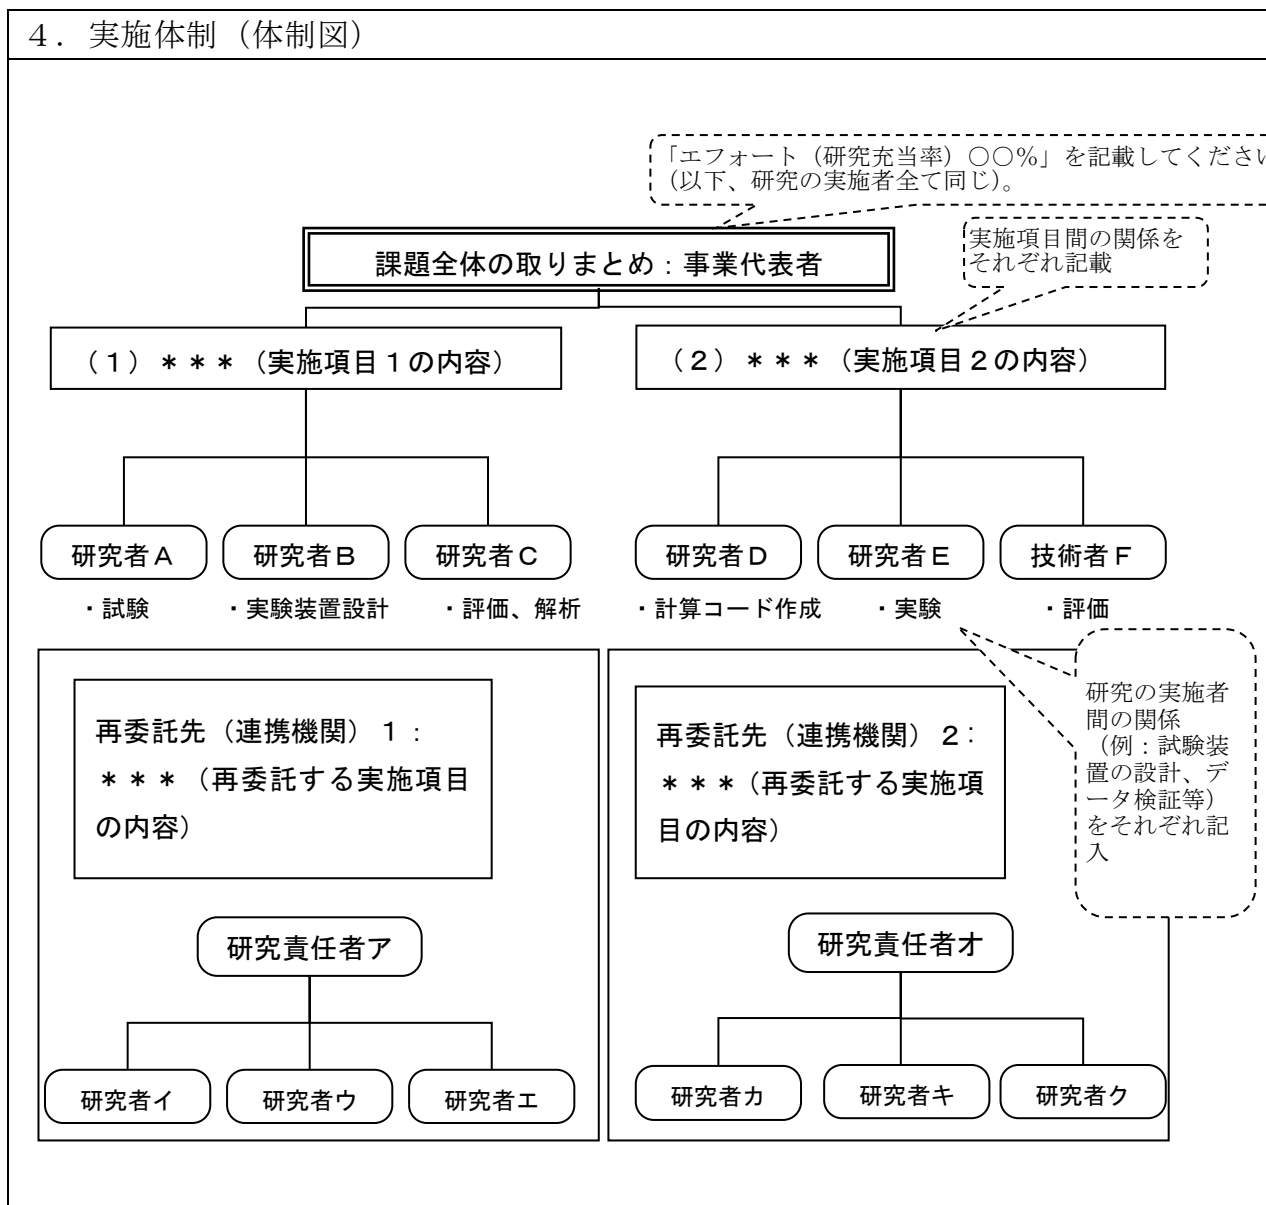 ４．実施体制（体制図）
「エフォート（研究充当率）○○％」を記載してくださ
（以下、研究の実施者全て同じ）。
実施項目間の関係を
それぞれ記載
課題全体の取りまとめ：事業代表者
（１）＊＊＊（実施項目１の内容）
（２）＊＊＊（実施項目２の内容）
研究者Ａ
研究者Ｂ
研究者Ｃ
研究者Ｄ
研究者Ｅ
技術者Ｆ
・試験
・実験装置設計
・評価、解析
・計算コード作成
・実験
・評価
再委託先（連携機関）１：
＊＊＊（再委託する実施項目
の内容）
再委託先（連携機関）２：
＊＊＊（再委託する実施項
目の内容）
研究の実施者
間の関係
（例：試験装
置の設計、デ
ータ検証等）
をそれぞれ記
入
研究責任者ア
研究責任者オ
研究者イ
研究者ウ
研究者エ
研究者カ
研究者キ
研究者ク